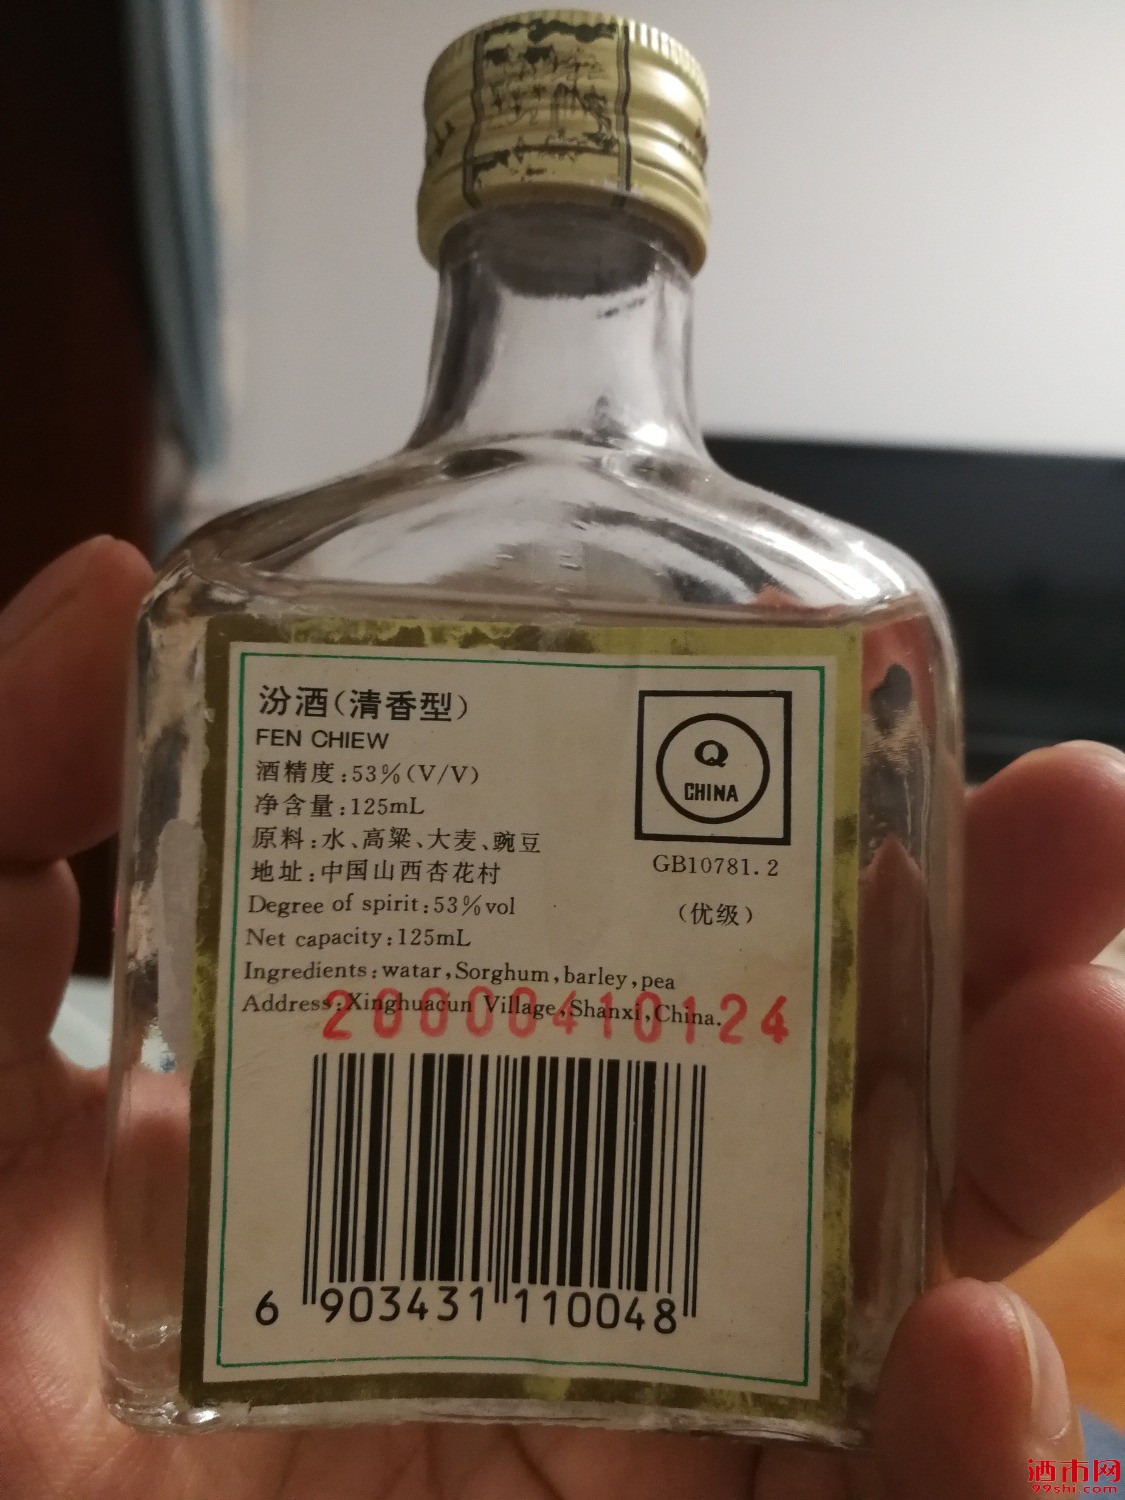 汾酒(清香型)
FEN CHIEW
酒精度:53%(V/V)
净含量:125mL
原料:水、高粱、大麦、豌豆
地址:中国山西杏花村
Degree of spirit:53%vol
Net capacity:125mL
Ingredients:watar,Sorghum,barley,pea
Address:Xinghuacun Village,Shanxi,China.
Q
CHINA
GB10781.2
(优级)
20000410124
6 903431 110048
酒市网
99shi.com